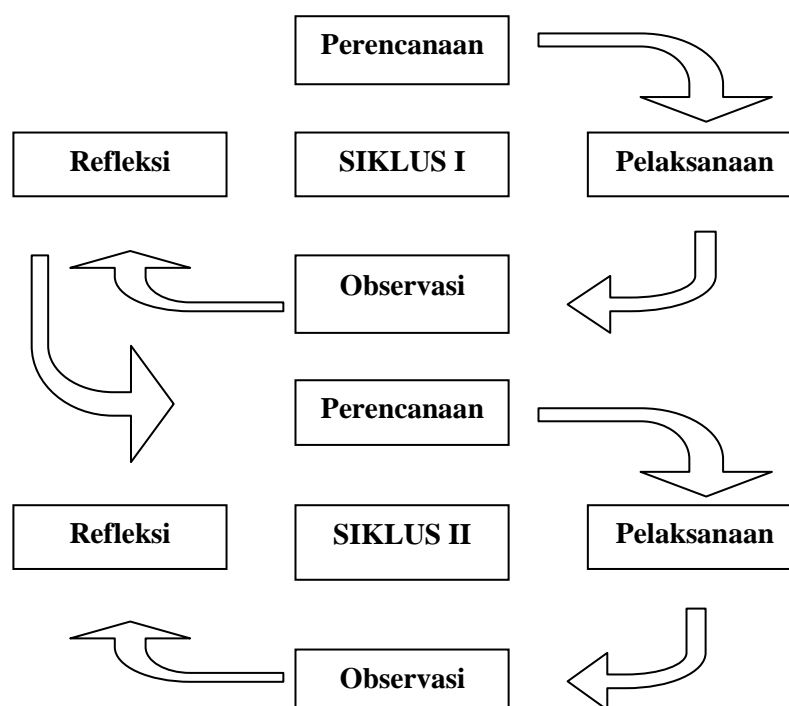 Perencanaan
Refleksi
SIKLUS I
Pelaksanaan
Observasi
Perencanaan
Refleksi
SIKLUS II
Pelaksanaan
Observasi